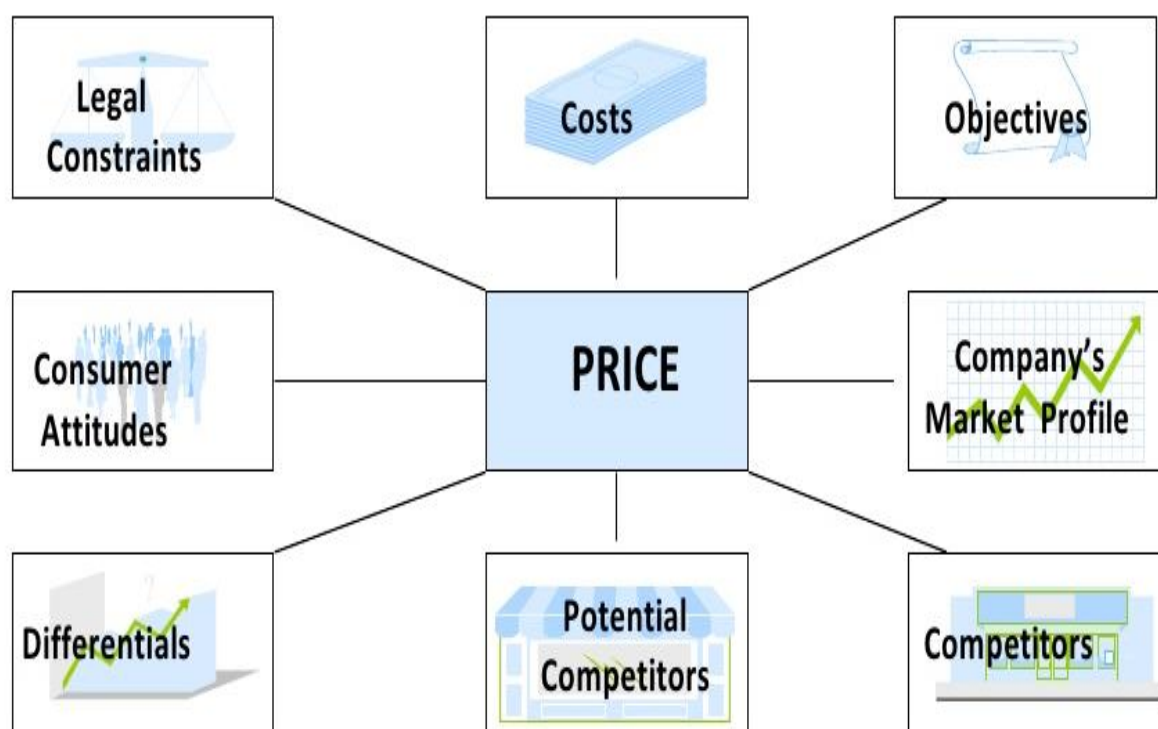 Legal
Constraints
Costs
Objectives
Consumer
Attitudes
PRICE
Company's
Market Profile
Differentials
Potential
Competitors
Competitors